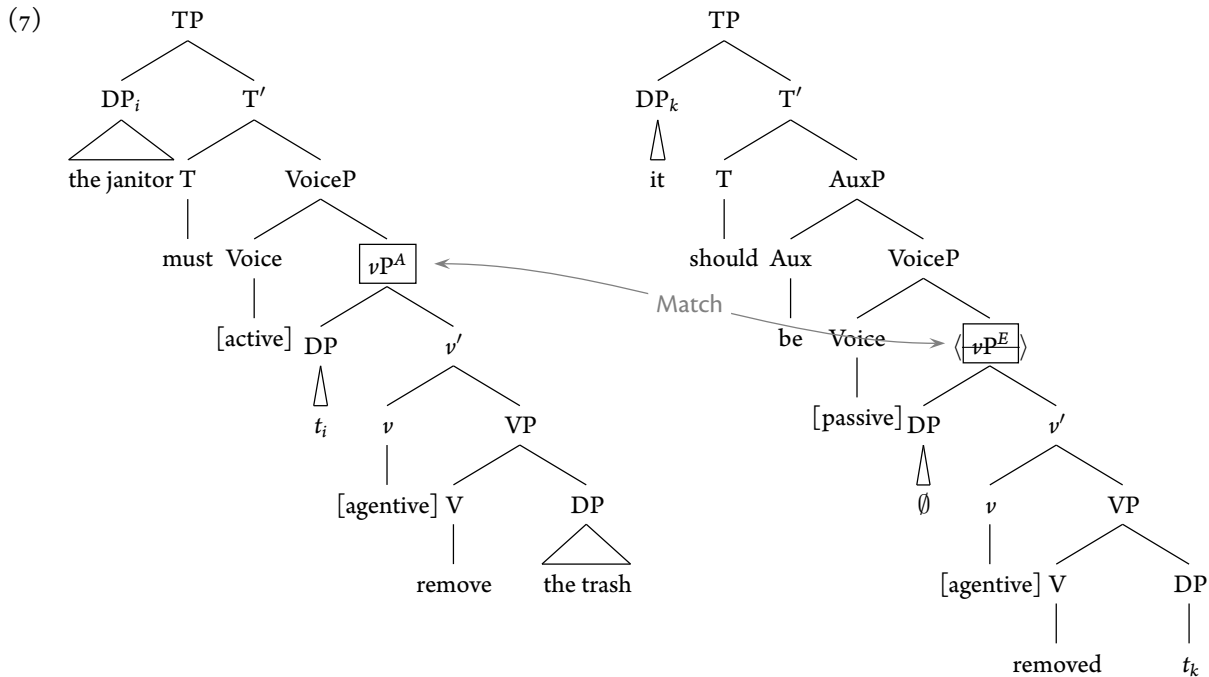 (7) TP TP
DPᵢ T′ DPₖ T′
the janitor T VoiceP it T AuxP
must Voice vPᴬ should Aux VoiceP
Match
[active] DP v′ be Voice ⟨vPᴱ⟩
tᵢ v VP [passive] DP v′
[agentive] V DP ∅ v VP
remove the trash [agentive] V DP
removed tₖ